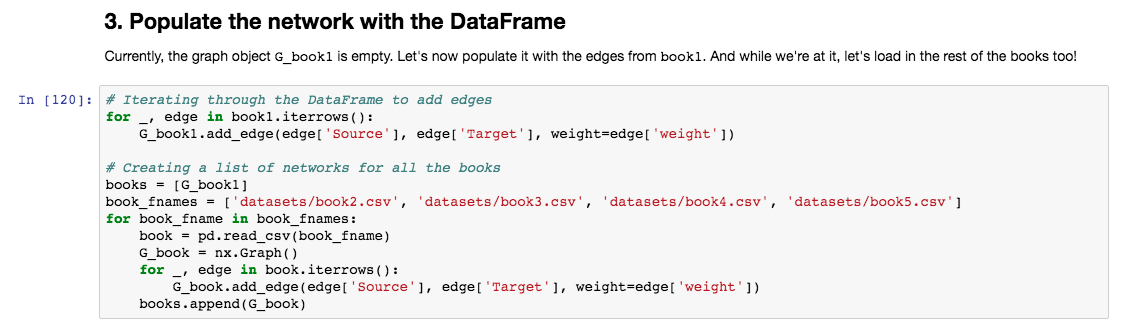 3. Populate the network with the DataFrame
Currently, the graph object G_book1 is empty. Let's now populate it with the edges from book1. And while we're at it, let's load in the rest of the books too!
In [120]: # Iterating through the DataFrame to add edges
for _, edge in book1.iterrows():
    G_book1.add_edge(edge['Source'], edge['Target'], weight=edge['weight'])

# Creating a list of networks for all the books
books = [G_book1]
book_fnames = ['datasets/book2.csv', 'datasets/book3.csv', 'datasets/book4.csv', 'datasets/book5.csv']
for book_fname in book_fnames:
    book = pd.read_csv(book_fname)
    G_book = nx.Graph()
    for _, edge in book.iterrows():
        G_book.add_edge(edge['Source'], edge['Target'], weight=edge['weight'])
    books.append(G_book)